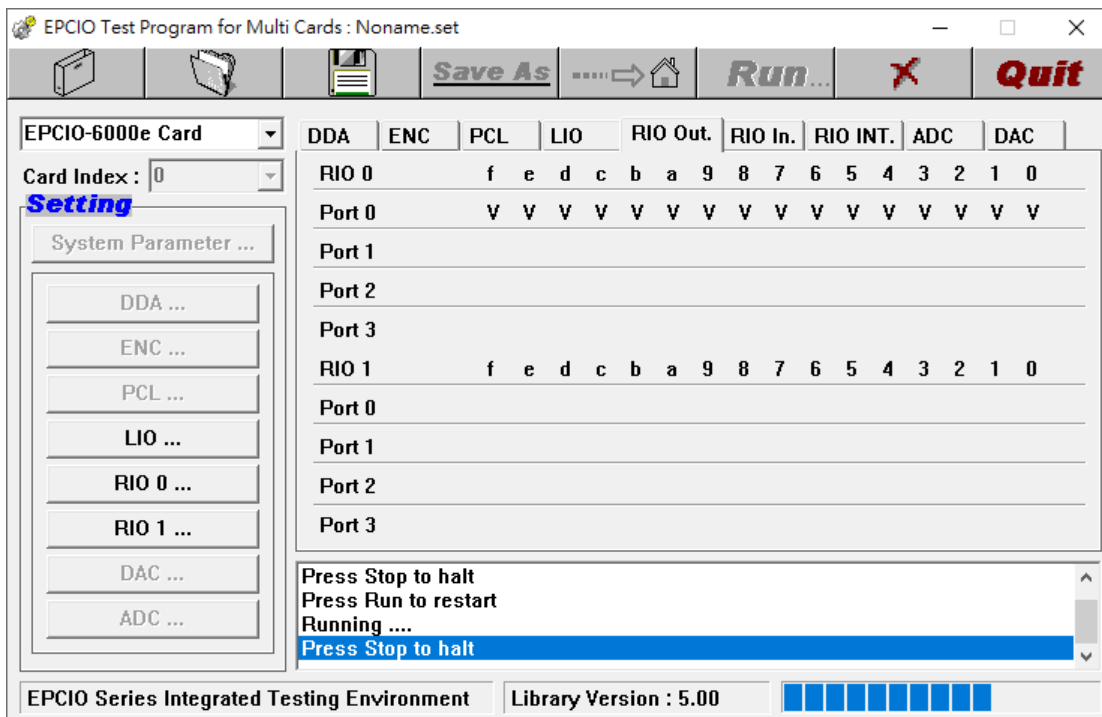 EPCIO Test Program for Multi Cards : Noname.set
Save As Run... Quit
EPCIO-6000e Card
Card Index : 0
Setting
System Parameter ...
DDA ...
ENC ...
PCL ...
LIO ...
RIO 0 ...
RIO 1 ...
DAC ...
ADC ...
DDA ENC PCL LIO RIO Out. RIO In. RIO INT. ADC DAC
RIO 0 f e d c b a 9 8 7 6 5 4 3 2 1 0
Port 0 V V V V V V V V V V V V V V V V
Port 1
Port 2
Port 3
RIO 1 f e d c b a 9 8 7 6 5 4 3 2 1 0
Port 0
Port 1
Port 2
Port 3
Press Stop to halt
Press Run to restart
Running ....
Press Stop to halt
EPCIO Series Integrated Testing Environment Library Version : 5.00